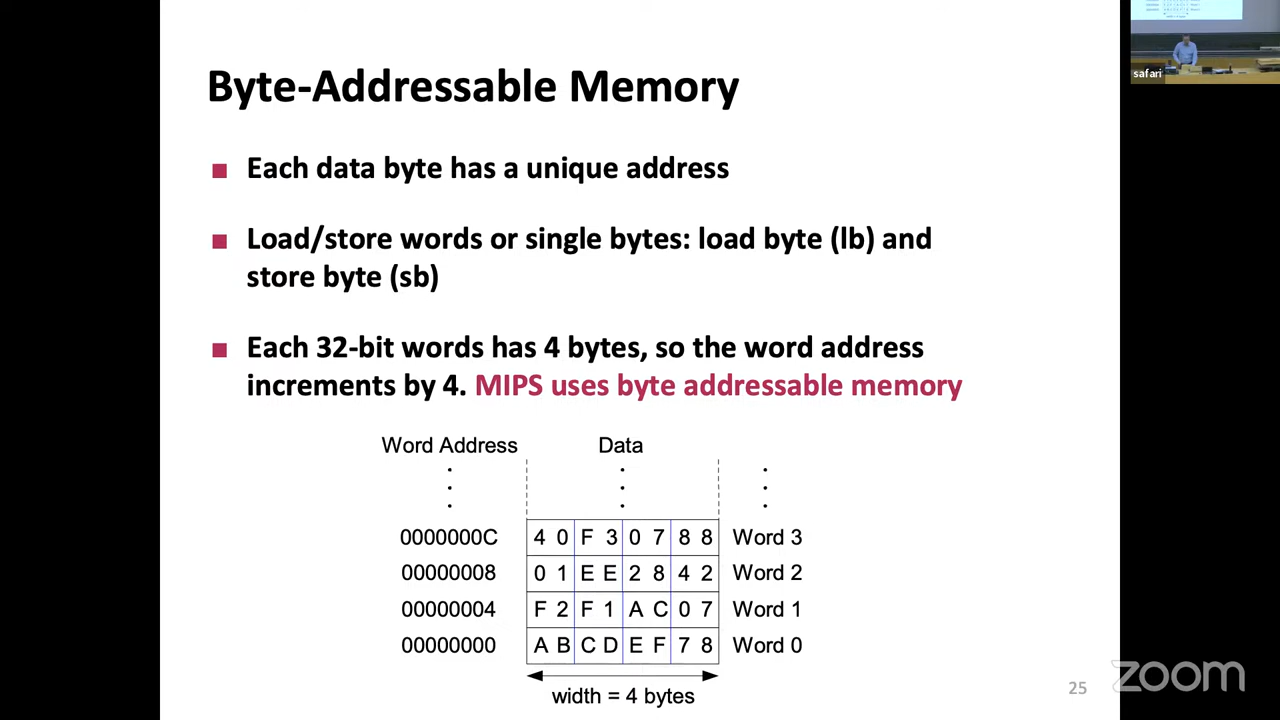 Byte-Addressable Memory
Each data byte has a unique address
Load/store words or single bytes: load byte (lb) and
store byte (sb)
Each 32-bit words has 4 bytes, so the word address
increments by 4. MIPS uses byte addressable memory
Word Address Data
0000000C 4 0 F 3 0 7 8 8 Word 3
00000008 0 1 E E 2 8 4 2 Word 2
00000004 F 2 F 1 A C 0 7 Word 1
00000000 A B C D E F 7 8 Word 0
width = 4 bytes
25
zoom
safari